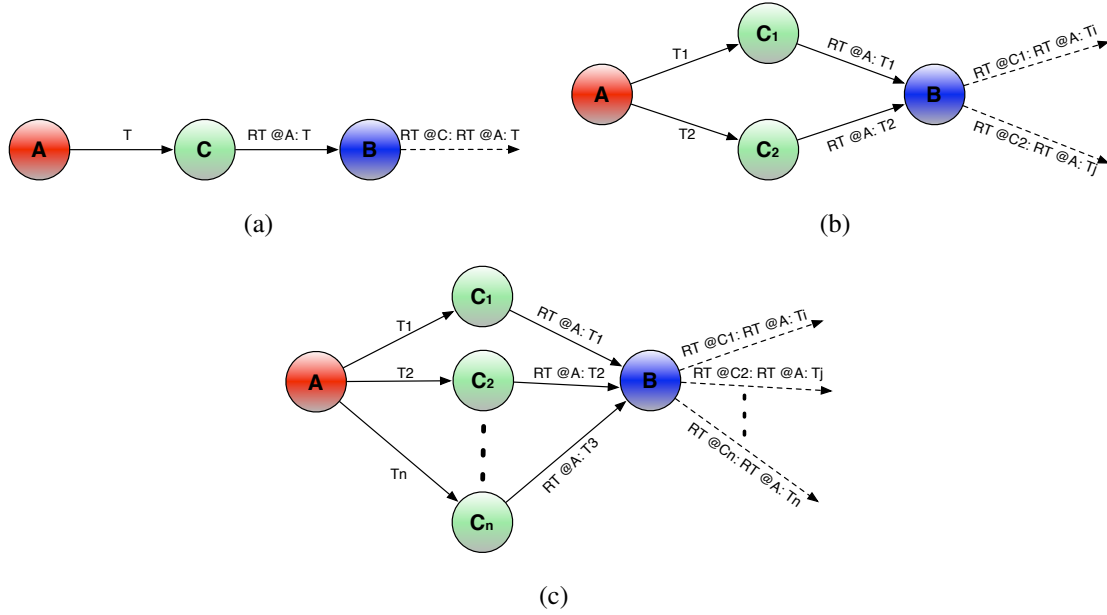 A
T
C
RT @A: T
B
RT @C: RT @A: T
(a)
A
T1
T2
C1
C2
RT @A: T1
RT @A: T2
B
RT @C1: RT @A: Ti
RT @C2: RT @A: Tj
(b)
A
T1
T2
Tn
C1
C2
Cn
RT @A: T1
RT @A: T2
RT @A: T3
B
RT @C1: RT @A: Ti
RT @C2: RT @A: Tj
RT @Cn: RT @A: Tn
(c)